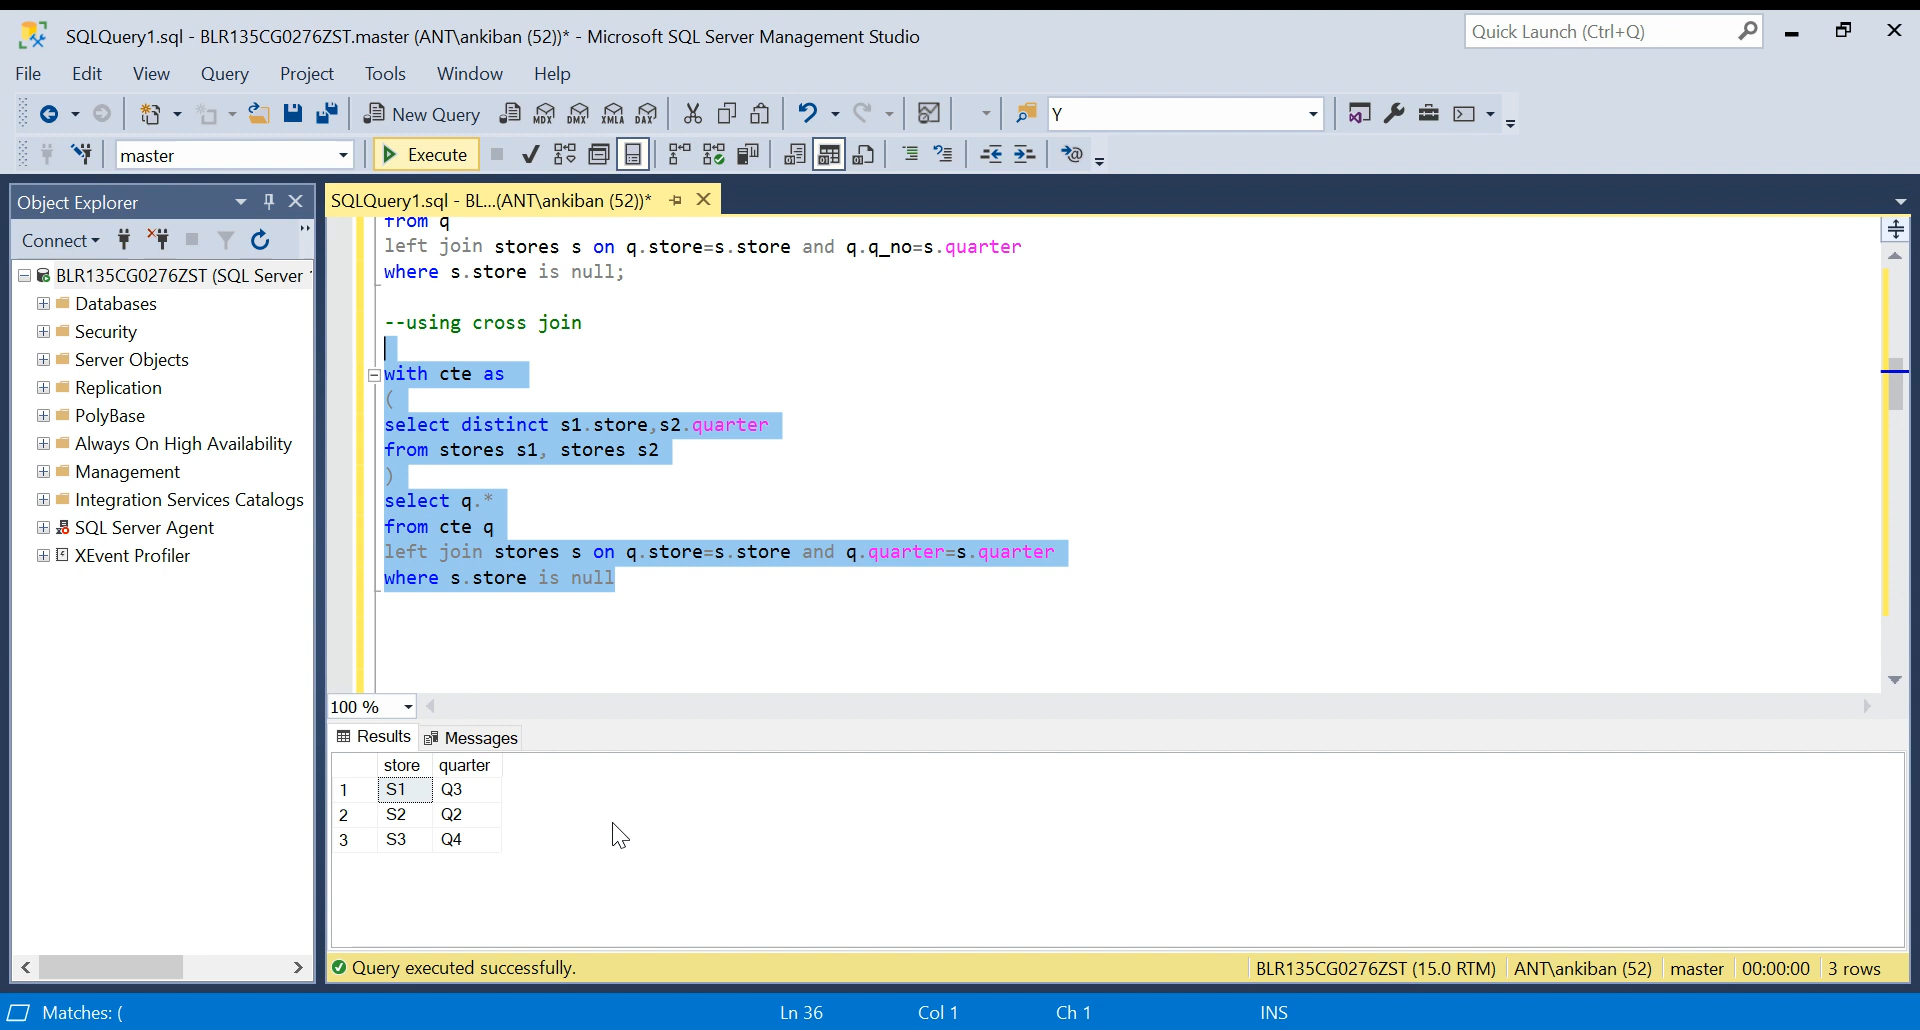 SQLQuery1.sql - BLR135CG0276ZST.master (ANT\ankiban (52))* - Microsoft SQL Server Management Studio
Quick Launch (Ctrl+Q)
File Edit View Query Project Tools Window Help
New Query MDX DMX XMLA DAX Y
master Execute
Object Explorer
SQLQuery1.sql - BL...(ANT\ankiban (52))*
Connect
BLR135CG0276ZST (SQL Server
Databases
Security
Server Objects
Replication
PolyBase
Always On High Availability
Management
Integration Services Catalogs
SQL Server Agent
XEvent Profiler
from q
left join stores s on q.store=s.store and q.q_no=s.quarter
where s.store is null;
--using cross join
with cte as
(
select distinct s1.store,s2.quarter
from stores s1, stores s2
)
select q.*
from cte q
left join stores s on q.store=s.store and q.quarter=s.quarter
where s.store is null
100 %
Results Messages
store quarter
1 S1 Q3
2 S2 Q2
3 S3 Q4
Query executed successfully.
BLR135CG0276ZST (15.0 RTM) ANT\ankiban (52) master 00:00:00 3 rows
Matches: ( Ln 36 Col 1 Ch 1 INS